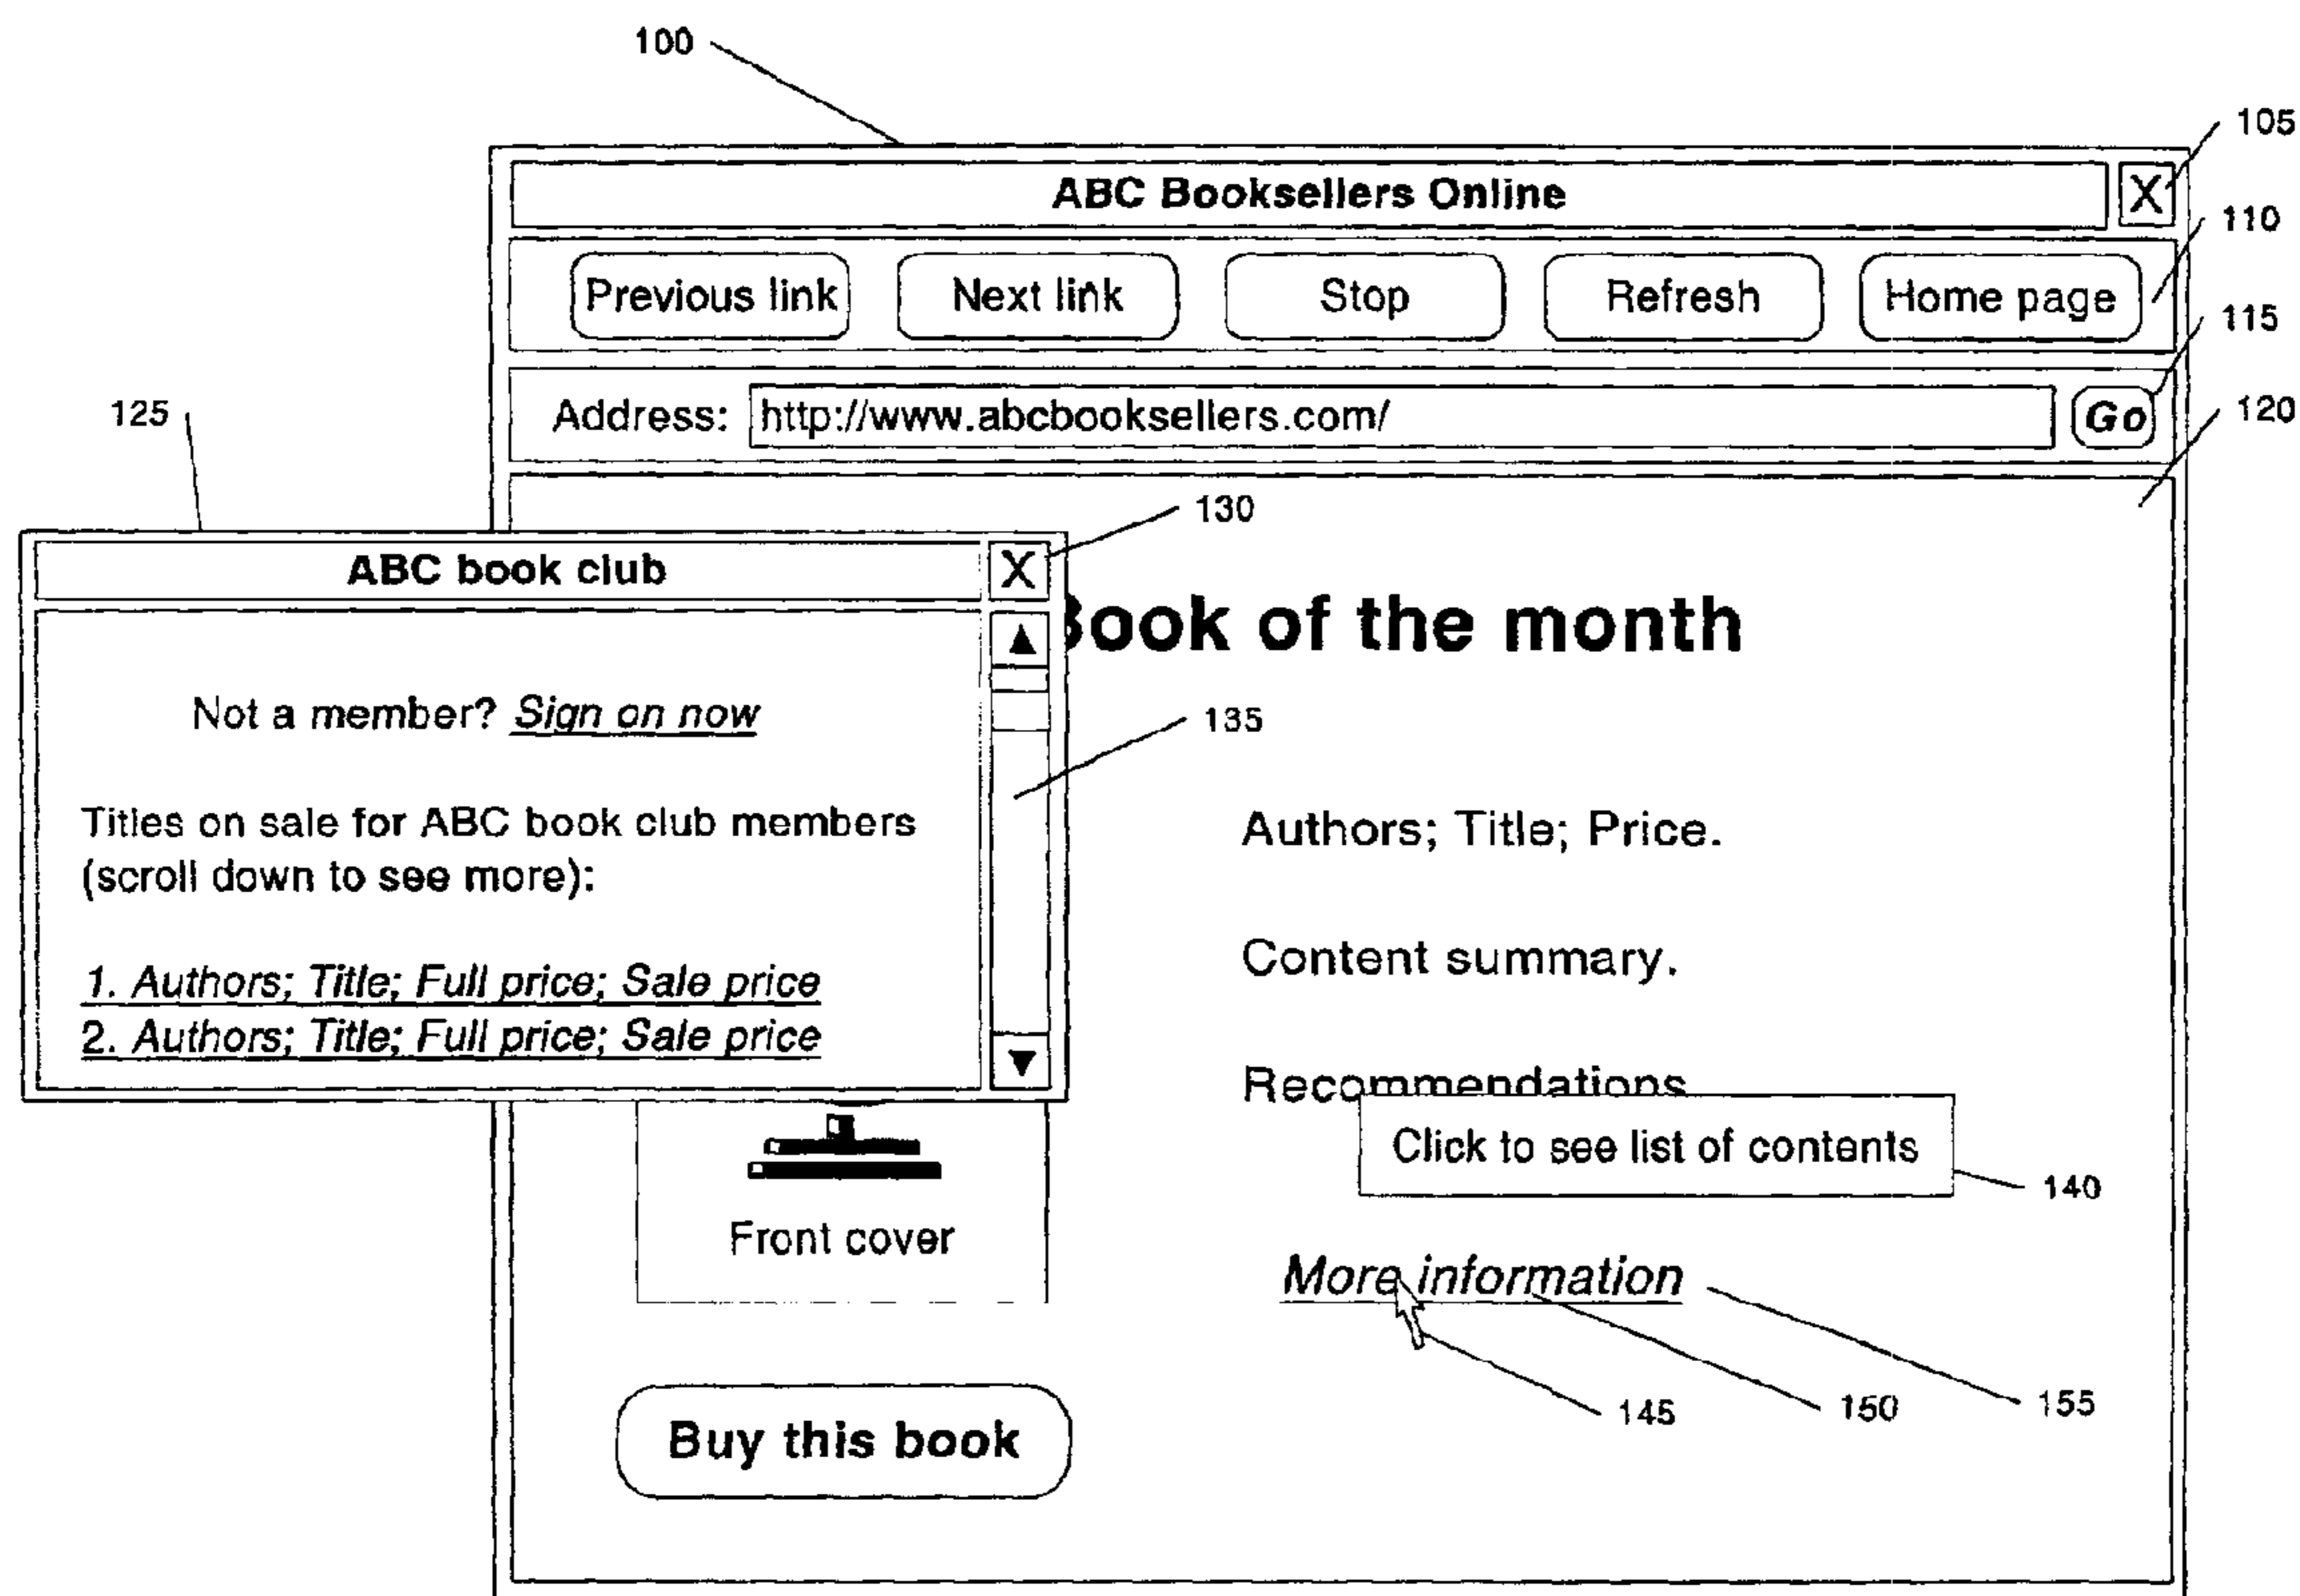 100
105
ABC Booksellers Online X
110
Previous link Next link Stop Refresh Home page
115
Address: http://www.abcbooksellers.com/ Go
120
125
130
ABC book club X
Book of the month
Not a member? Sign on now
135
Titles on sale for ABC book club members
(scroll down to see more):
Authors; Title; Price.
Content summary.
1. Authors; Title; Full price; Sale price
2. Authors; Title; Full price; Sale price
Recommendations
Click to see list of contents
140
Front cover
More information
145
150
155
Buy this book